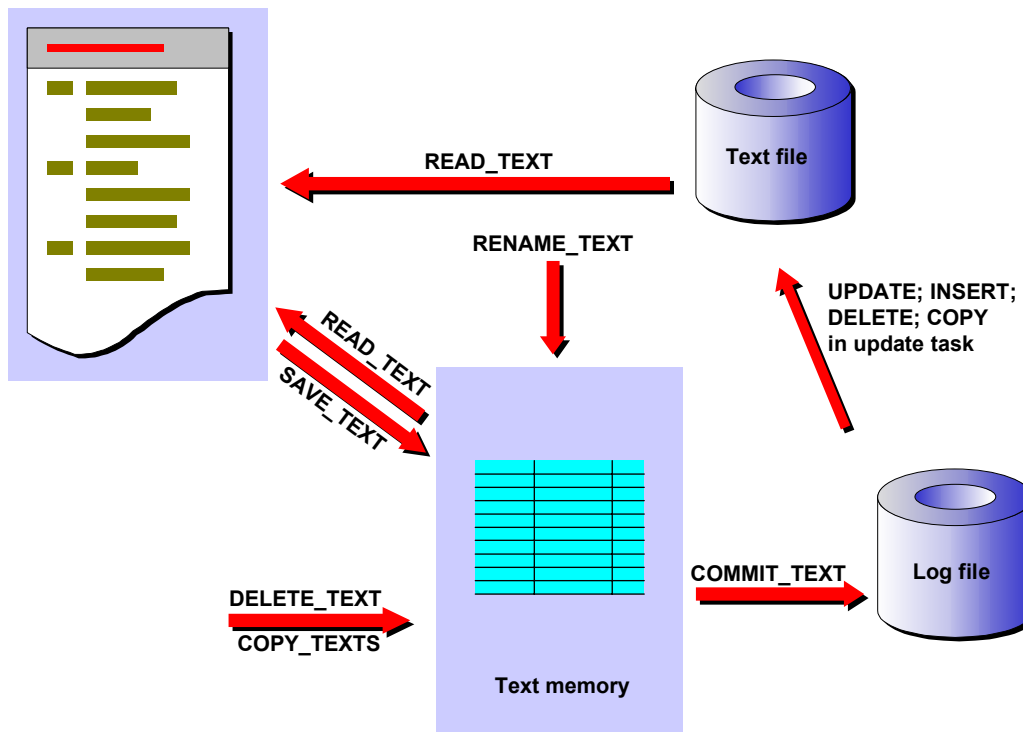 Text file
READ_TEXT
RENAME_TEXT
UPDATE; INSERT;
DELETE; COPY
in update task
READ_TEXT
SAVE_TEXT
COMMIT_TEXT
Log file
DELETE_TEXT
COPY_TEXTS
Text memory